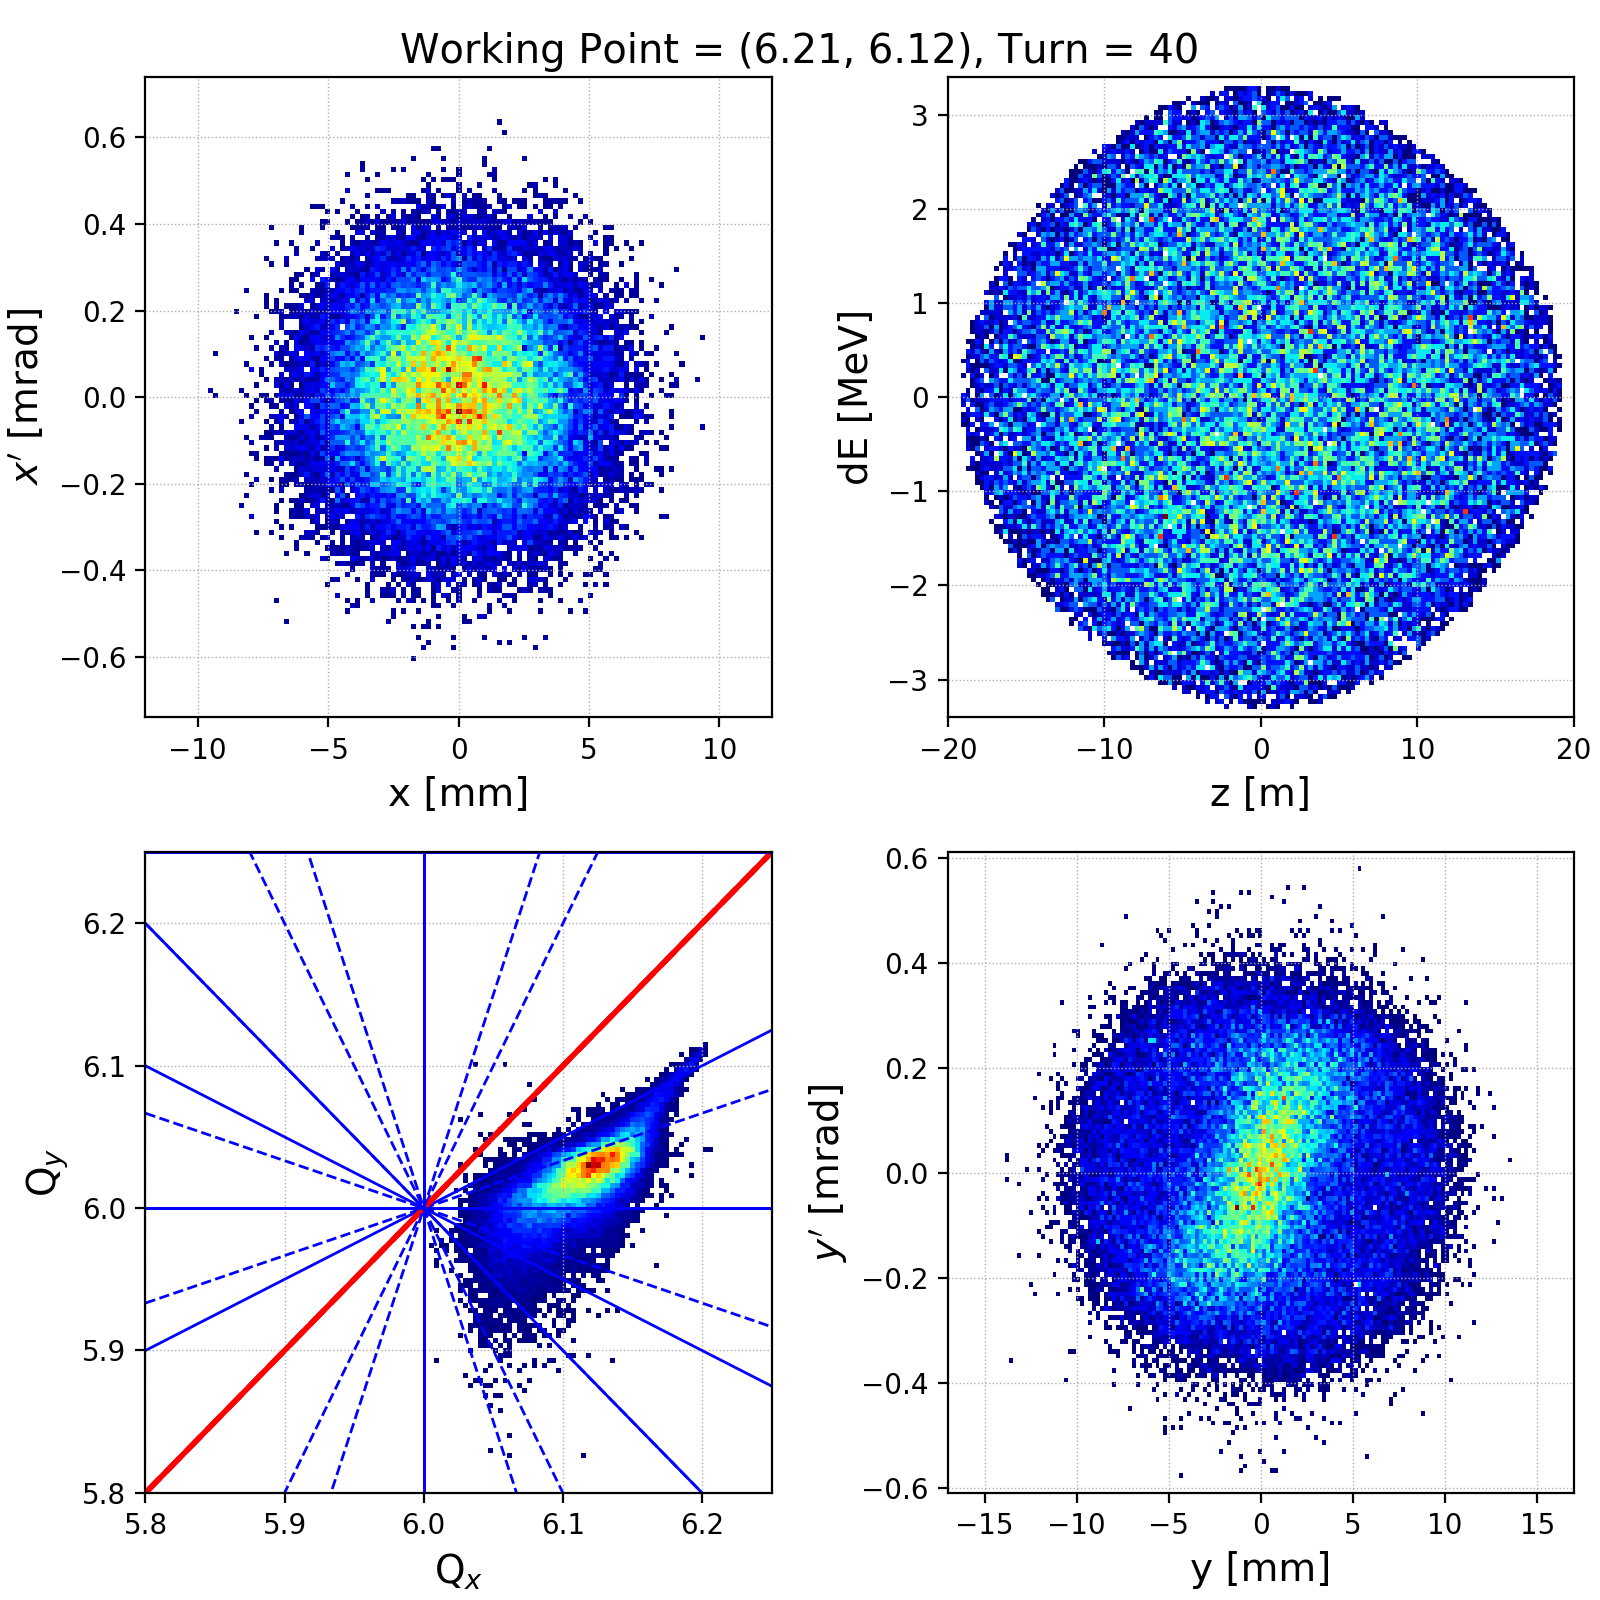 Working Point = (6.21, 6.12), Turn = 40
0.6
0.4
0.2
0.0
−0.2
−0.4
−0.6
x′ [mrad]
−10 −5 0 5 10
x [mm]
3
2
1
0
−1
−2
−3
dE [MeV]
−20 −10 0 10 20
z [m]
6.2
6.1
6.0
5.9
5.8
Qy
5.8 5.9 6.0 6.1 6.2
Qx
0.6
0.4
0.2
0.0
−0.2
−0.4
−0.6
y′ [mrad]
−15 −10 −5 0 5 10 15
y [mm]